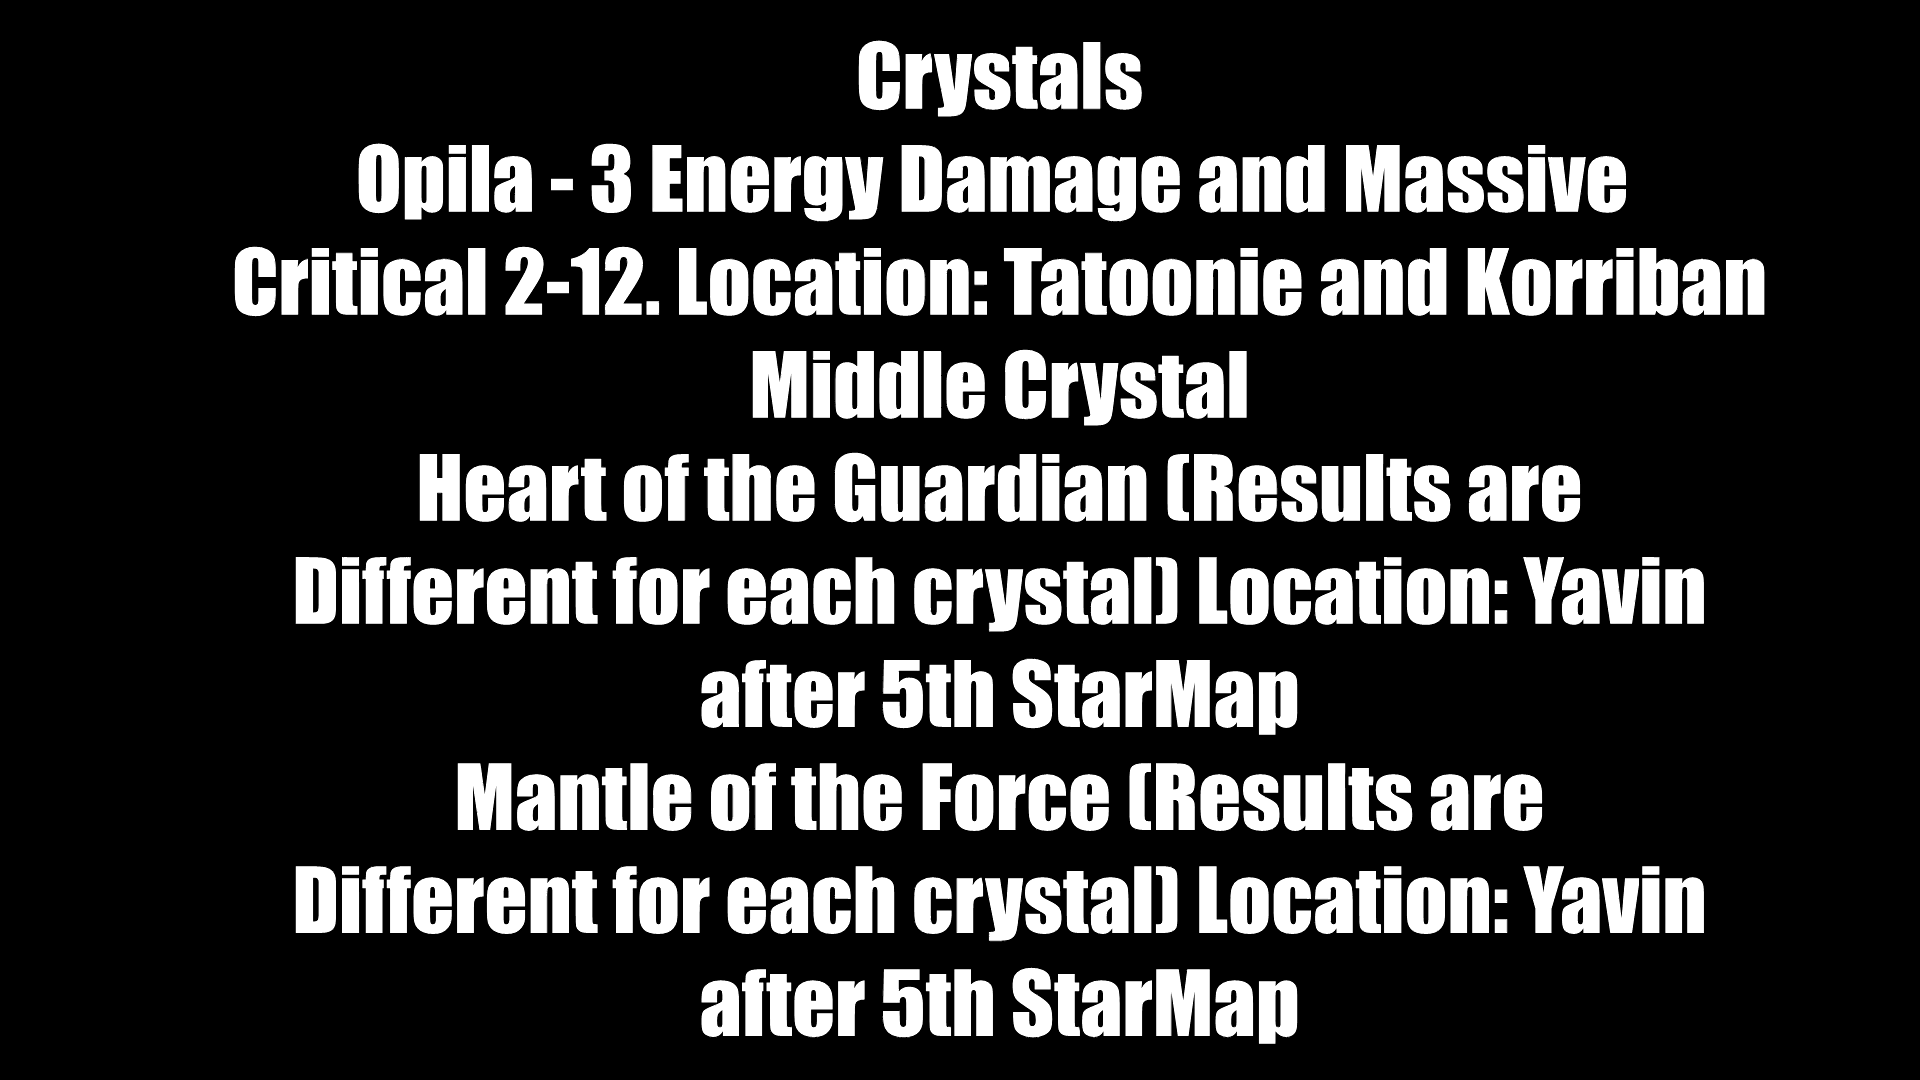 Crystals
Opila - 3 Energy Damage and Massive
Critical 2-12. Location: Tatoonie and Korriban
Middle Crystal
Heart of the Guardian (Results are
Different for each crystal) Location: Yavin
after 5th StarMap
Mantle of the Force (Results are
Different for each crystal) Location: Yavin
after 5th StarMap